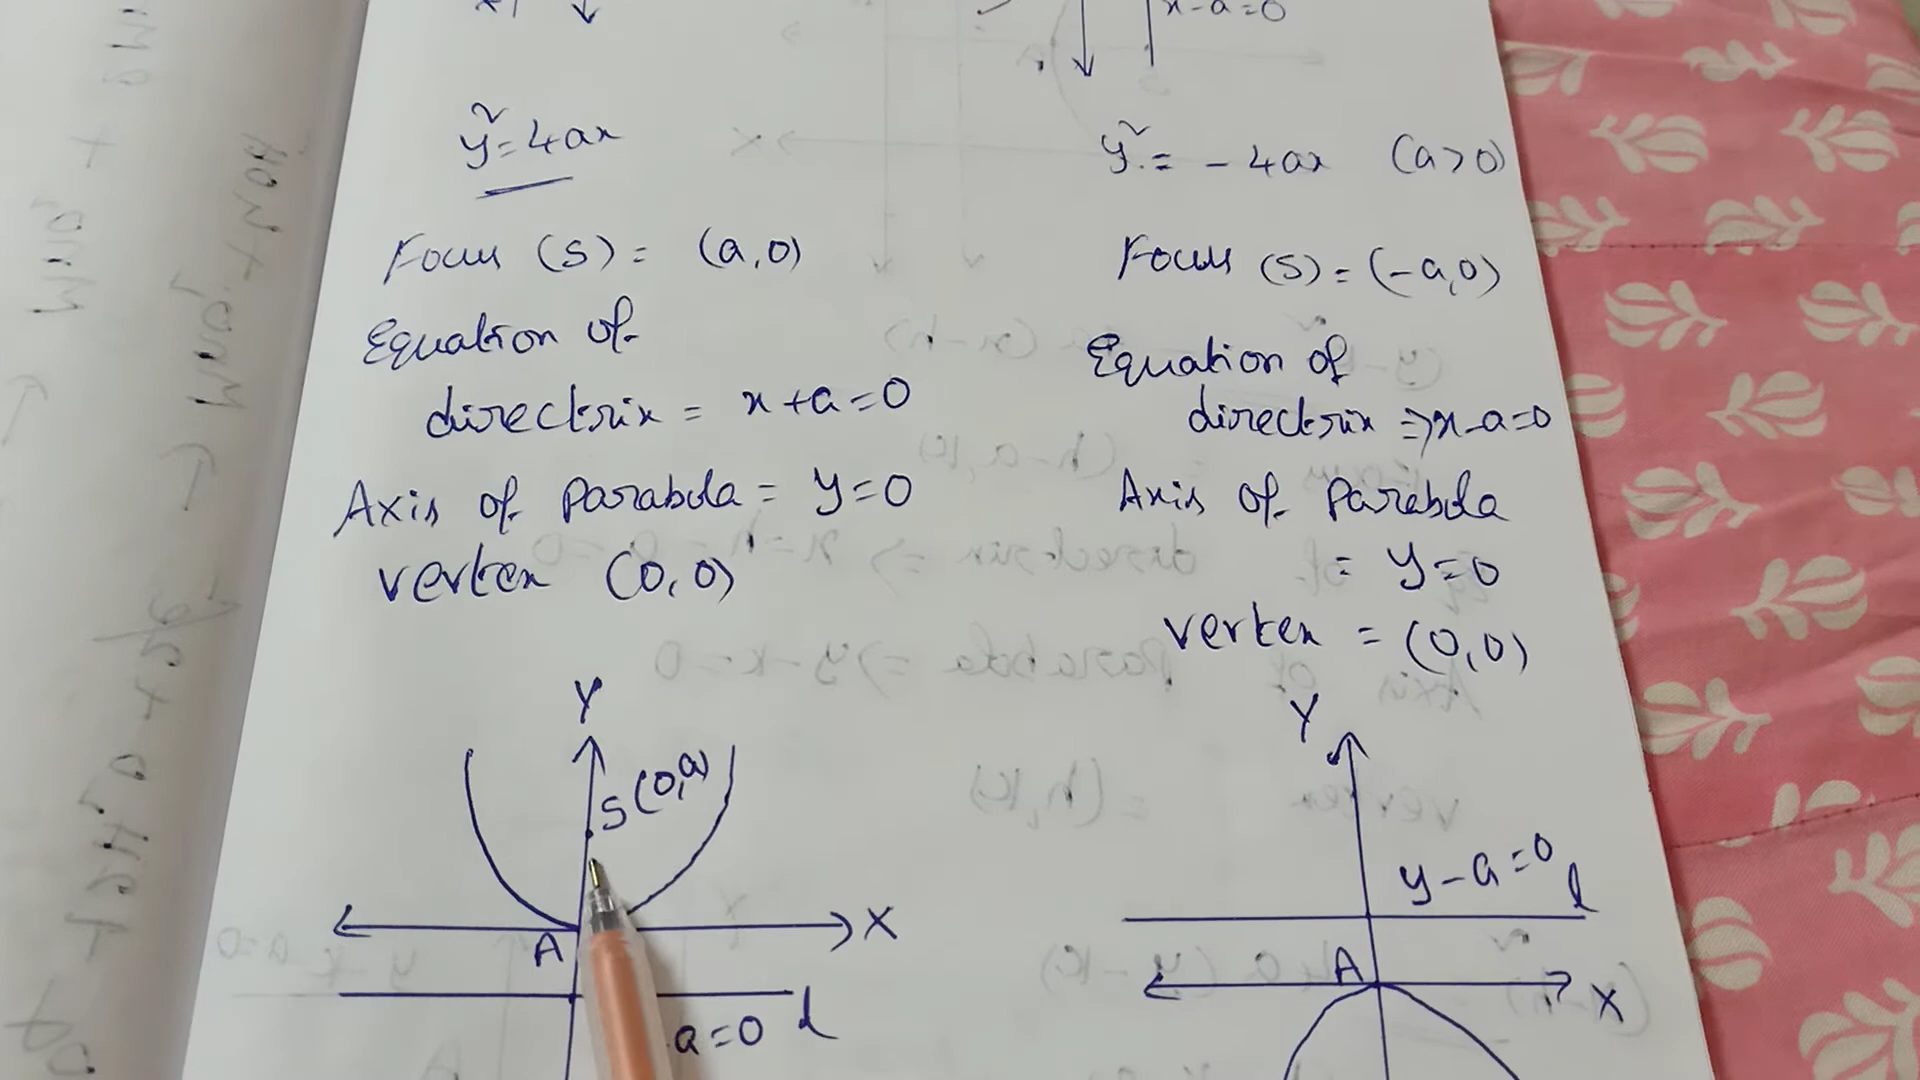 x-a=0
y²=4ax
Focus (S) = (a,0)
Equation of
directrix = x+a=0
Axis of Parabola = y=0
vertex (0,0)
Y
S(0,a)
X
A
a=0 l
y²= -4ax (a>0)
Focus (S) = (-a,0)
Equation of
directrix ⇒ x-a=0
Axis of Parabola
= y=0
vertex = (0,0)
Y
y-a=0 l
A
X